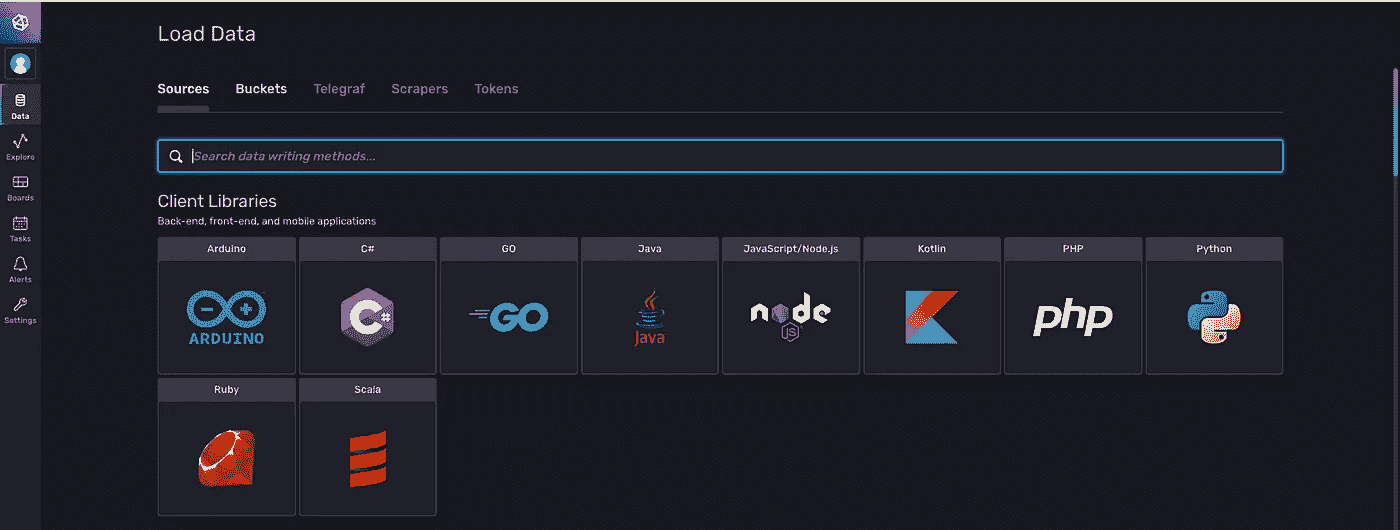 Load Data
Sources Buckets Telegraf Scrapers Tokens
Search data writing methods...
Client Libraries
Back-end, front-end, and mobile applications
Arduino C# GO Java JavaScript/Node.js Kotlin PHP Python
ARDUINO C# GO Java node JS php
Ruby Scala
Data
Explore
Boards
Tasks
Alerts
Settings